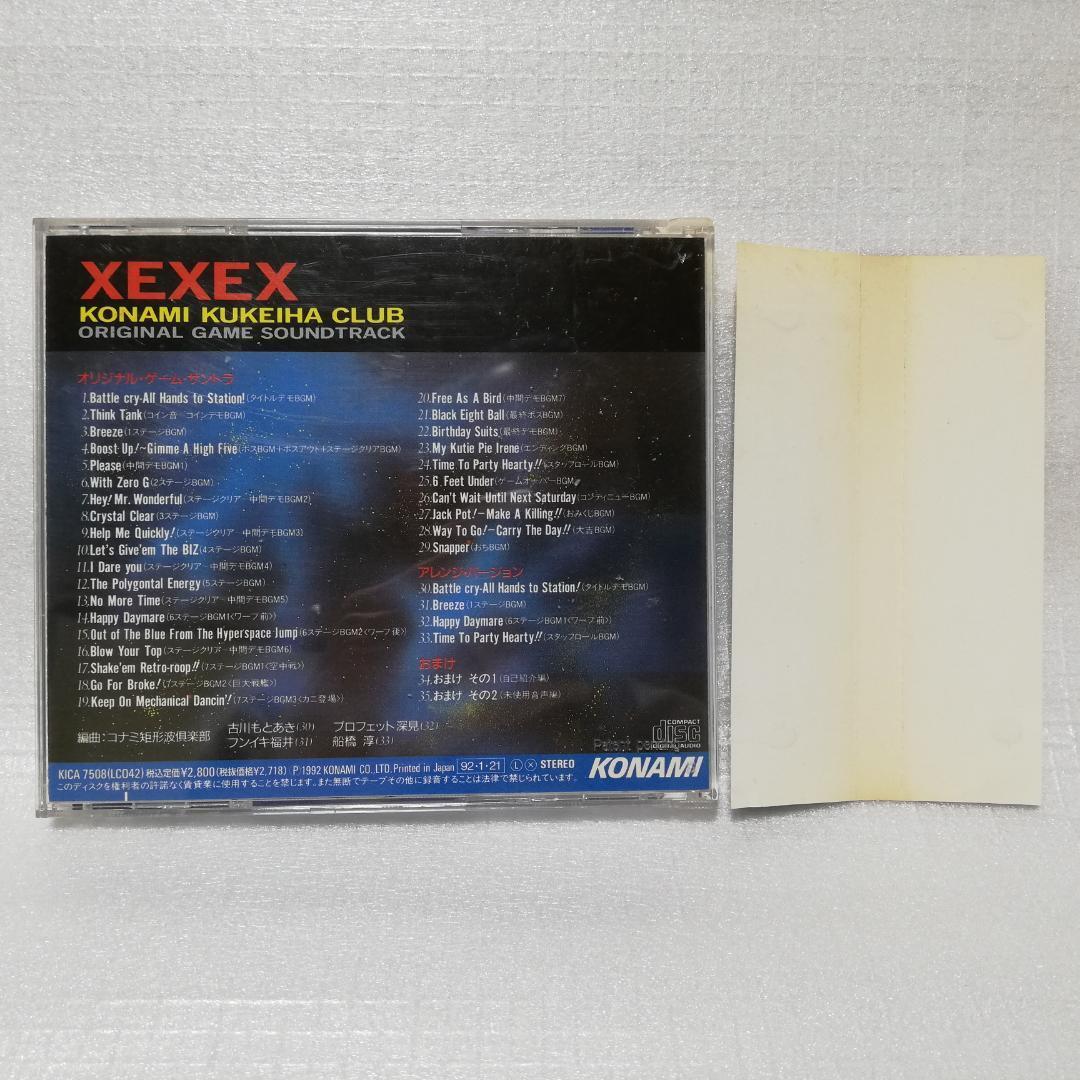 XEXEX
KONAMI KUKEIHA CLUB
ORIGINAL GAME SOUNDTRACK
オリジナル・ゲーム・サントラ
1.Battle cry-All Hands to Station!(タイトルデモBGM)
2.Think Tank(コイン音−コインデモBGM)
3.Breeze(1ステージBGM)
4.Boost Up!~Gimme A High Five(ボスBGM+ボスアウト+ステージクリアBGM)
5.Please(中間デモBGM1)
6.With Zero G(2ステージBGM)
7.Hey! Mr. Wonderful(ステージクリア−中間デモBGM2)
8.Crystal Clear(3ステージBGM)
9.Help Me Quickly!(ステージクリア−中間デモBGM3)
10.Let's Give'em The BIZ(4ステージBGM)
11.I Dare you(ステージクリア−中間デモBGM4)
12.The Polygontal Energy(5ステージBGM)
13.No More Time(ステージクリア−中間デモBGM5)
14.Happy Daymare(6ステージBGM1<ワープ前>)
15.Out of The Blue From The Hyperspace Jump(6ステージBGM2<ワープ後>)
16.Blow Your Top(ステージクリア−中間デモBGM6)
17.Shake'em Retro-roop!!(7ステージBGM1<空中戦>)
18.Go For Broke!(7ステージBGM2<巨大戦艦>)
19.Keep On Mechanical Dancin'!(7ステージBGM3<カニ登場>)
20.Free As A Bird(中間デモBGM7)
21.Black Eight Ball(最終ボスBGM)
22.Birthday Suits(最終デモBGM)
23.My Kutie Pie Irene(エンディングBGM)
24.Time To Party Hearty!!(スタッフロールBGM)
25.6 Feet Under(ゲームオーバーBGM)
26.Can't Wait Until Next Saturday(コンティニューBGM)
27.Jack Pot!−Make A Killing!!(おみくじBGM)
28.Way To Go!−Carry The Day!!(大吉BGM)
29.Snapper(おちBGM)
アレンジ・バージョン
30.Battle cry-All Hands to Station!(タイトルデモBGM)
31.Breeze(1ステージBGM)
32.Happy Daymare(6ステージBGM1<ワープ前>)
33.Time To Party Hearty!!(スタッフロールBGM)
おまけ
34.おまけ その1(自己紹介編)
35.おまけ その2(未使用音声編)
編曲:コナミ矩形波倶楽部
古川もとあき(30) プロフェット深見(32)
フンイキ福井(31) 船橋 淳(33)
COMPACT
disc
DIGITAL AUDIO
KICA 7508(LC042) 税込定価¥2,800(税抜価格¥2,718) Ⓟ1992 KONAMI CO.,LTD. Printed in Japan 92・1・21 Ⓛ Ⓧ STEREO
KONAMI
このディスクを権利者の許諾なく賃貸業に使用することを禁じます。また無断でテープその他に録音することは法律で禁じられています。